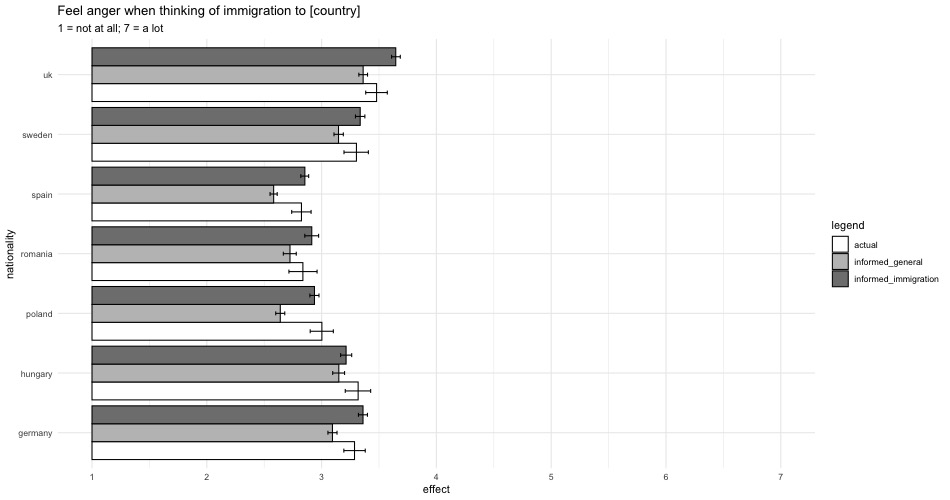 Feel anger when thinking of immigration to [country]
1 = not at all; 7 = a lot
uk
sweden
spain
romania
poland
hungary
germany
nationality
1 2 3 4 5 6 7
effect
legend
actual
informed_general
informed_immigration